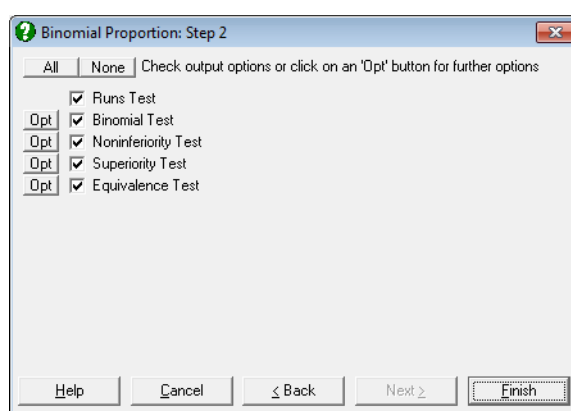 Binomial Proportion: Step 2
All None Check output options or click on an 'Opt' button for further options
Runs Test
Opt Binomial Test
Opt Noninferiority Test
Opt Superiority Test
Opt Equivalence Test
Help Cancel < Back Next > Finish